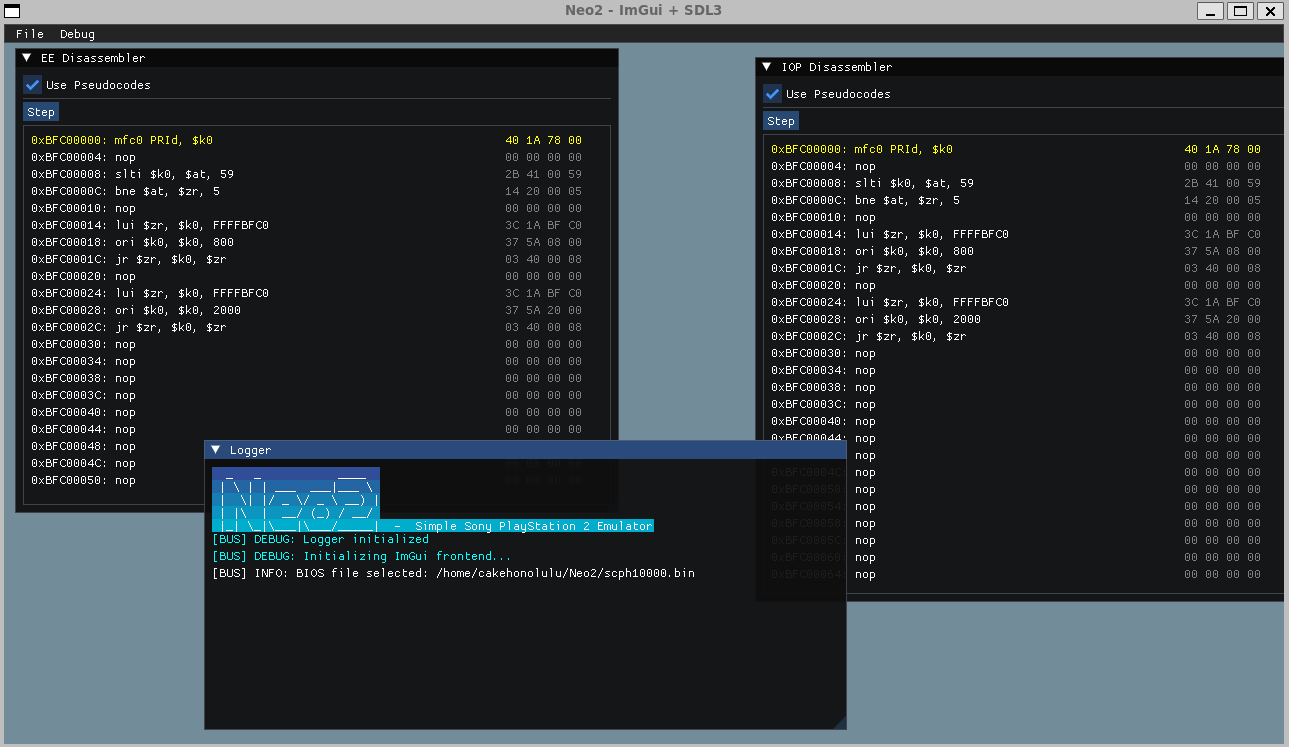 Neo2 - ImGui + SDL3
File Debug
EE Disassembler
Use Pseudocodes
Step
0xBFC00000: mfc0 PRId, $k0 40 1A 78 00
0xBFC00004: nop 00 00 00 00
0xBFC00008: slti $k0, $at, 59 2B 41 00 59
0xBFC0000C: bne $at, $zr, 5 14 20 00 05
0xBFC00010: nop 00 00 00 00
0xBFC00014: lui $zr, $k0, FFFFBFC0 3C 1A BF C0
0xBFC00018: ori $k0, $k0, 800 37 5A 08 00
0xBFC0001C: jr $zr, $k0, $zr 03 40 00 08
0xBFC00020: nop 00 00 00 00
0xBFC00024: lui $zr, $k0, FFFFBFC0 3C 1A BF C0
0xBFC00028: ori $k0, $k0, 2000 37 5A 20 00
0xBFC0002C: jr $zr, $k0, $zr 03 40 00 08
0xBFC00030: nop 00 00 00 00
0xBFC00034: nop 00 00 00 00
0xBFC00038: nop 00 00 00 00
0xBFC0003C: nop 00 00 00 00
0xBFC00040: nop 00 00 00 00
0xBFC00044: nop 00 00 00 00
0xBFC00048: nop
0xBFC0004C: nop
0xBFC00050: nop
IOP Disassembler
Use Pseudocodes
Step
0xBFC00000: mfc0 PRId, $k0 40 1A 78 00
0xBFC00004: nop 00 00 00 00
0xBFC00008: slti $k0, $at, 59 2B 41 00 59
0xBFC0000C: bne $at, $zr, 5 14 20 00 05
0xBFC00010: nop 00 00 00 00
0xBFC00014: lui $zr, $k0, FFFFBFC0 3C 1A BF C0
0xBFC00018: ori $k0, $k0, 800 37 5A 08 00
0xBFC0001C: jr $zr, $k0, $zr 03 40 00 08
0xBFC00020: nop 00 00 00 00
0xBFC00024: lui $zr, $k0, FFFFBFC0 3C 1A BF C0
0xBFC00028: ori $k0, $k0, 2000 37 5A 20 00
0xBFC0002C: jr $zr, $k0, $zr 03 40 00 08
0xBFC00030: nop 00 00 00 00
0xBFC00034: nop 00 00 00 00
0xBFC00038: nop 00 00 00 00
0xBFC0003C: nop 00 00 00 00
0xBFC00040: nop 00 00 00 00
0xBFC00044: nop 00 00 00 00
nop 00 00 00 00
0xBFC0004C: nop 00 00 00 00
0xBFC00050: nop 00 00 00 00
0xBFC00054: nop 00 00 00 00
0xBFC00058: nop 00 00 00 00
0xBFC0005C: nop 00 00 00 00
0xBFC00060: nop 00 00 00 00
0xBFC00064: nop 00 00 00 00
Logger
Neo2 - Simple Sony PlayStation 2 Emulator
[BUS] DEBUG: Logger initialized
[BUS] DEBUG: Initializing ImGui frontend...
[BUS] INFO: BIOS file selected: /home/cakehonolulu/Neo2/scph10000.bin